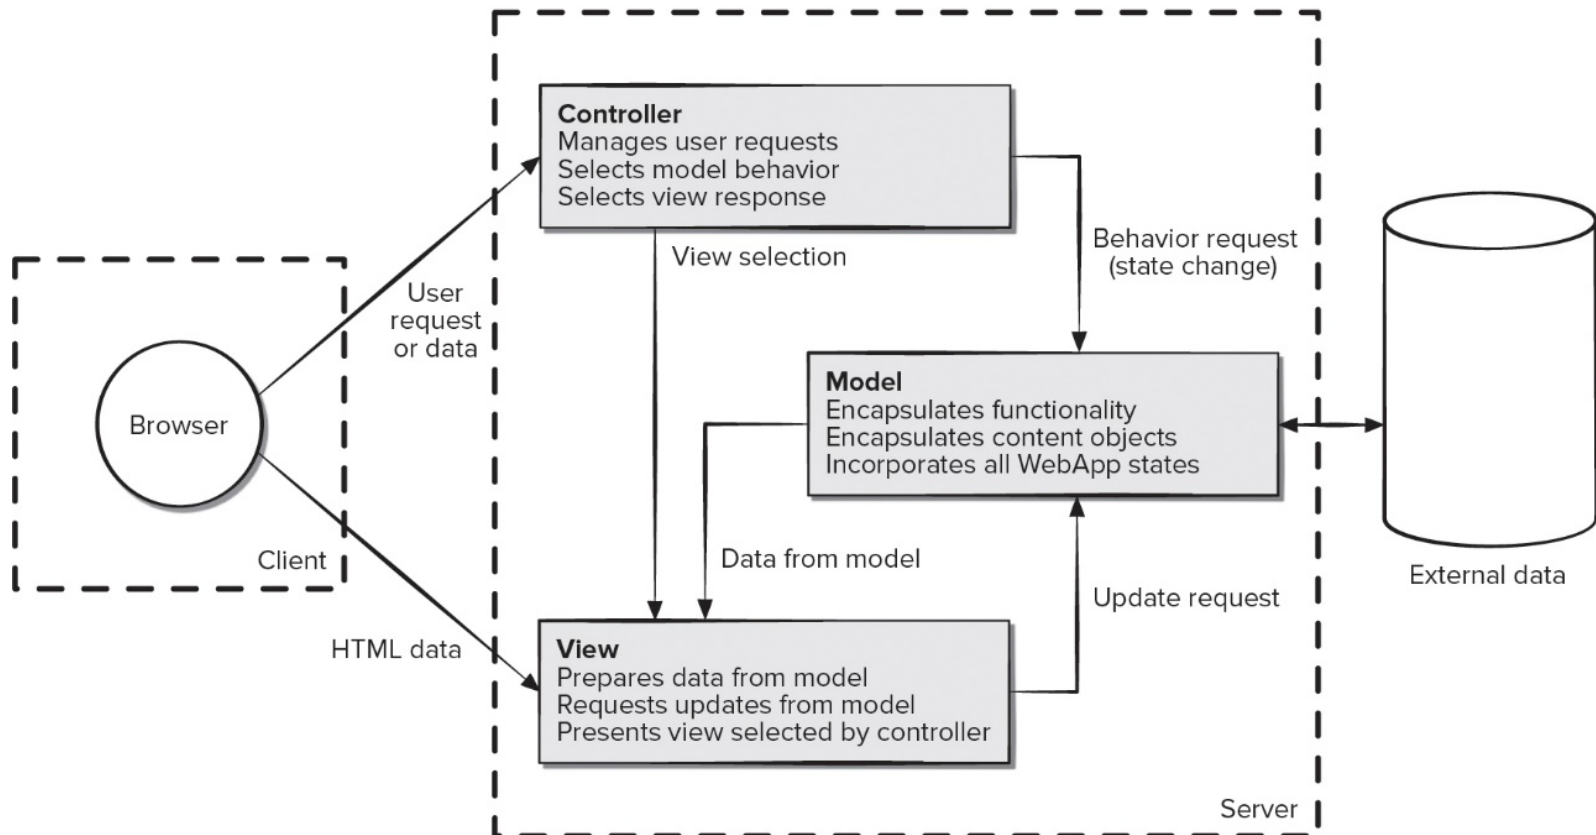 Controller
Manages user requests
Selects model behavior
Selects view response
View selection
Behavior request
(state change)
User
request
or data
Browser
Client
Model
Encapsulates functionality
Encapsulates content objects
Incorporates all WebApp states
Data from model
Update request
External data
HTML data
View
Prepares data from model
Requests updates from model
Presents view selected by controller
Server